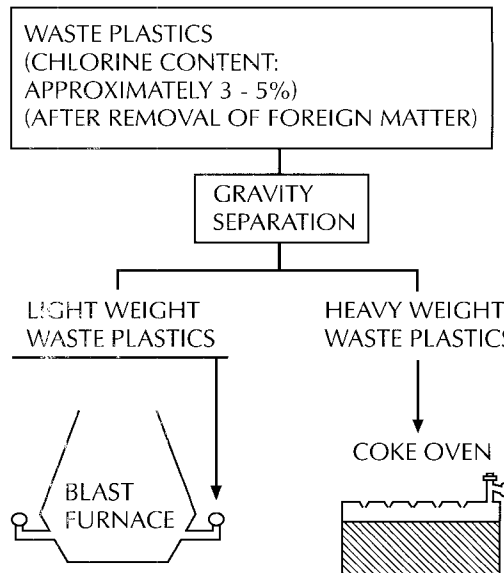 WASTE PLASTICS
(CHLORINE CONTENT:
APPROXIMATELY 3 - 5%)
(AFTER REMOVAL OF FOREIGN MATTER)
GRAVITY
SEPARATION
LIGHT WEIGHT
WASTE PLASTICS
HEAVY WEIGHT
WASTE PLASTICS
COKE OVEN
BLAST
FURNACE